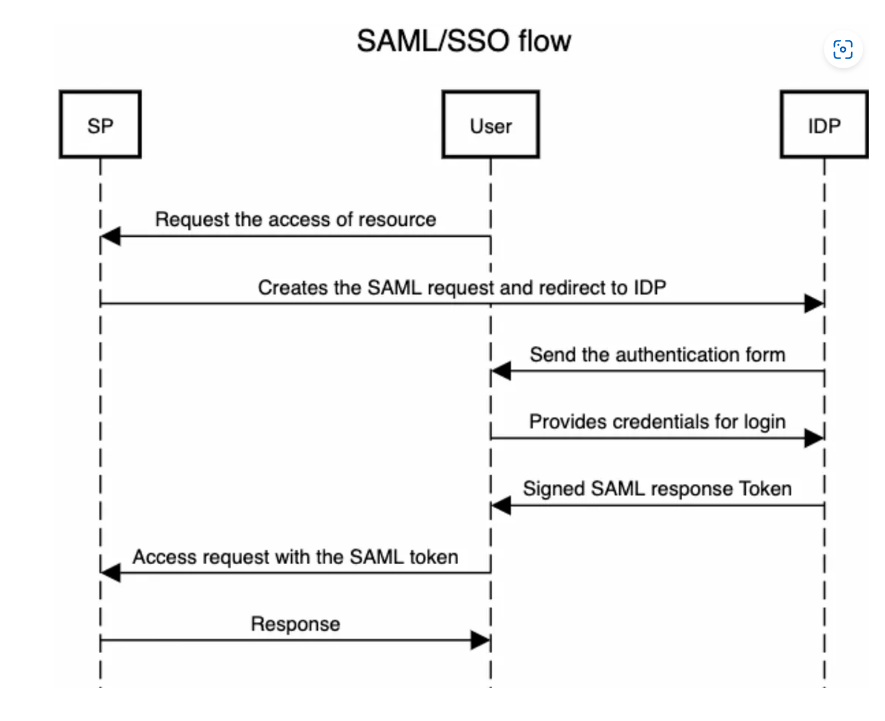 SAML/SSO flow
SP
User
IDP
Request the access of resource
Creates the SAML request and redirect to IDP
Send the authentication form
Provides credentials for login
Signed SAML response Token
Access request with the SAML token
Response